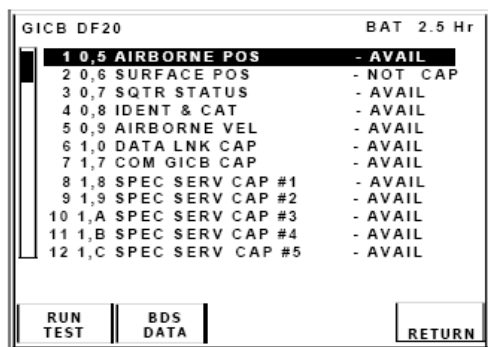 GICB DF20 BAT 2.5 Hr
1 0,5 AIRBORNE POS - AVAIL
2 0,6 SURFACE POS - NOT CAP
3 0,7 SQTR STATUS - AVAIL
4 0,8 IDENT & CAT - AVAIL
5 0,9 AIRBORNE VEL - AVAIL
6 1,0 DATA LNK CAP - AVAIL
7 1,7 COM GICB CAP - AVAIL
8 1,8 SPEC SERV CAP #1 - AVAIL
9 1,9 SPEC SERV CAP #2 - AVAIL
10 1,A SPEC SERV CAP #3 - AVAIL
11 1,B SPEC SERV CAP #4 - AVAIL
12 1,C SPEC SERV CAP #5 - AVAIL
RUN TEST
BDS DATA
RETURN